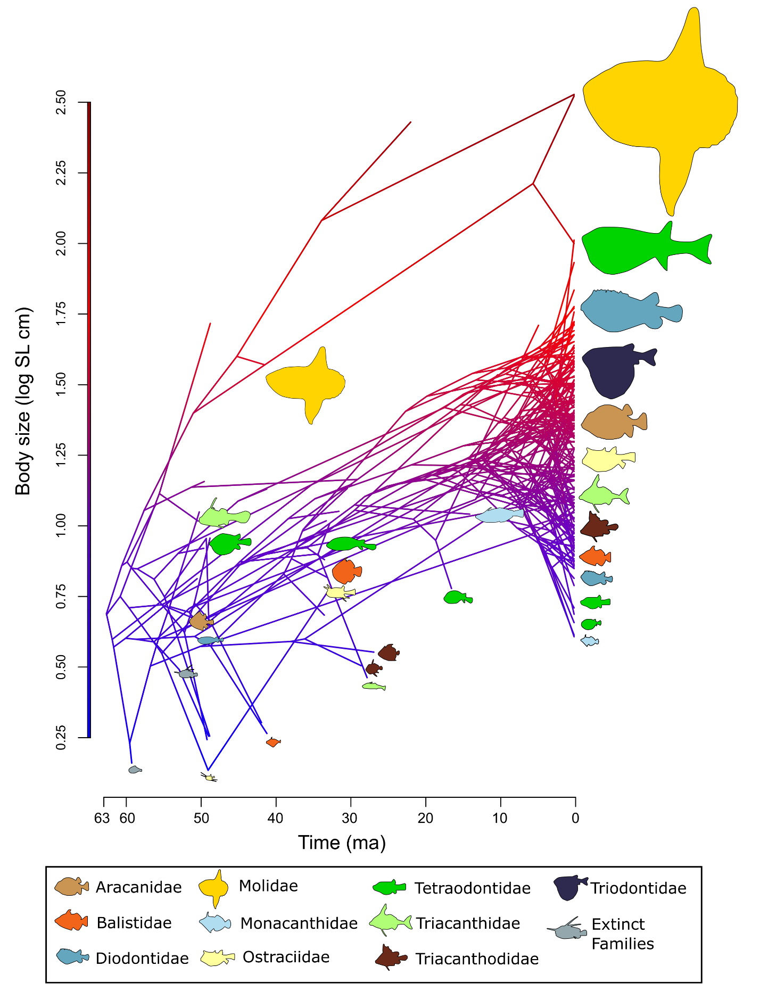 2.50
2.25
2.00
1.75
1.50
1.25
1.00
0.75
0.50
0.25
Body size (log SL cm)
63 60 50 40 30 20 10 0
Time (ma)
Aracanidae Molidae Tetraodontidae Triodontidae
Balistidae Monacanthidae Triacanthidae Extinct
Families
Diodontidae Ostraciidae Triacanthodidae